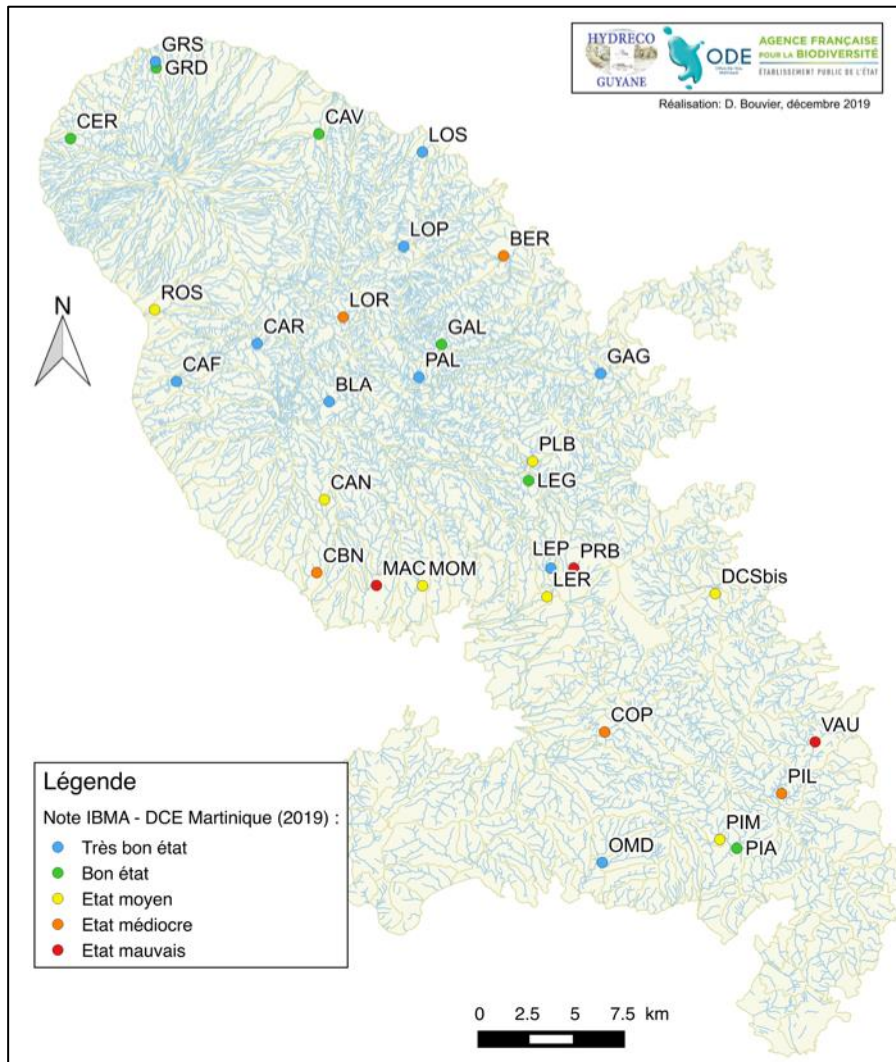 HYDRECO
GUYANE
ODE
AGENCE FRANÇAISE
POUR LA BIODIVERSITÉ
ÉTABLISSEMENT PUBLIC DE L'ÉTAT
Réalisation: D. Bouvier, décembre 2019
GRS
GRD
CER
CAV
LOS
LOP
BER
ROS
LOR
CAR
GAL
CAF
PAL
GAG
BLA
N
PLB
CAN
LEG
LEP
PRB
CBN
MAC
MOM
LER
DCSbis
COP
VAU
PIL
PIM
OMD
PIA
Légende
Note IBMA - DCE Martinique (2019) :
Très bon état
Bon état
Etat moyen
Etat médiocre
Etat mauvais
0 2.5 5 7.5 km